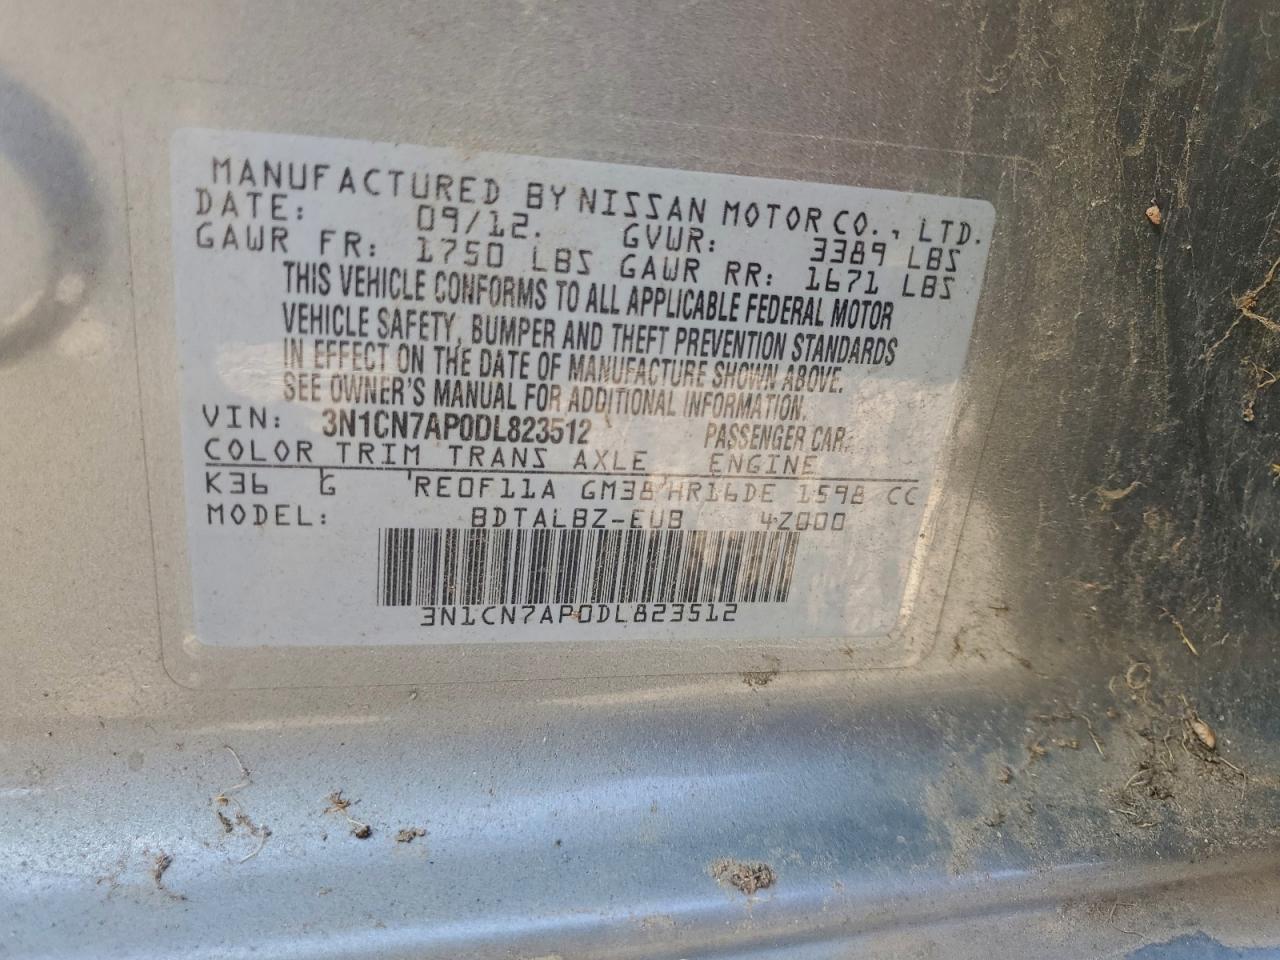 MANUFACTURED BY NISSAN MOTOR CO., LTD.
DATE: 09/12. GVWR: 3389 LBS
GAWR FR: 1750 LBS GAWR RR: 1671 LBS
THIS VEHICLE CONFORMS TO ALL APPLICABLE FEDERAL MOTOR
VEHICLE SAFETY, BUMPER AND THEFT PREVENTION STANDARDS
IN EFFECT ON THE DATE OF MANUFACTURE SHOWN ABOVE.
SEE OWNER'S MANUAL FOR ADDITIONAL INFORMATION.
VIN: 3N1CN7AP0DL823512 PASSENGER CAR
COLOR TRIM TRANS AXLE ENGINE
K36 G RE0F11A GM38 HR16DE 1598 CC
MODEL: BDTALBZ-EUB 4Z000
3N1CN7AP0DL823512